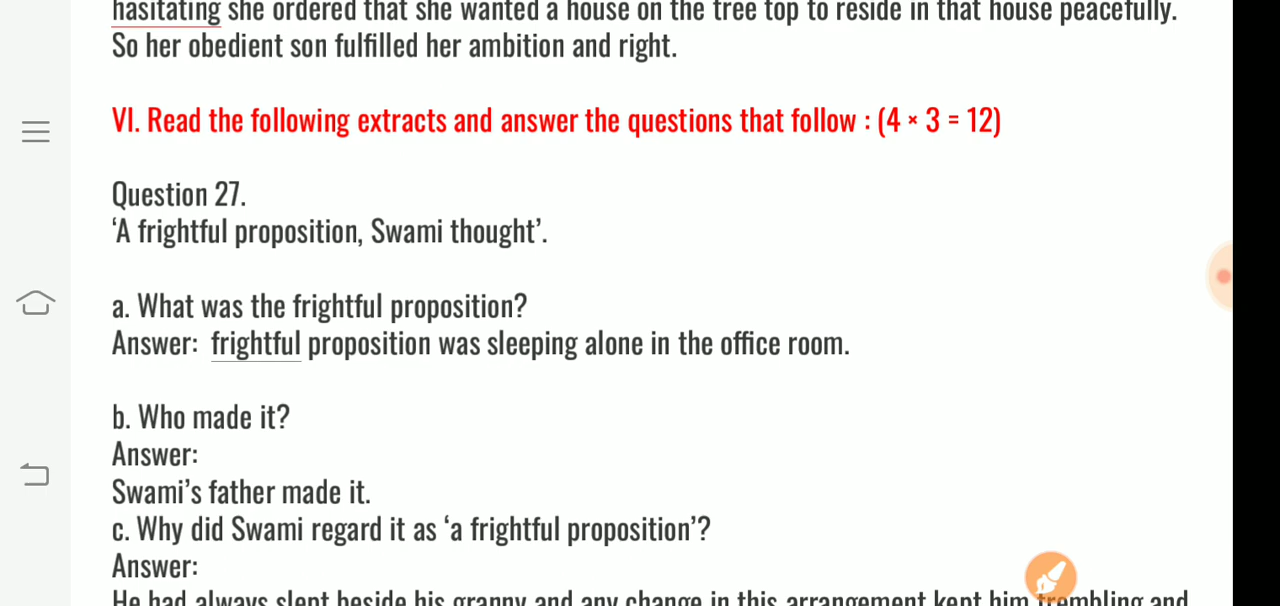 hasitating she ordered that she wanted a house on the tree top to reside in that house peacefully.
So her obedient son fulfilled her ambition and right.
VI. Read the following extracts and answer the questions that follow : (4 × 3 = 12)
Question 27.
‘A frightful proposition, Swami thought’.
a. What was the frightful proposition?
Answer: frightful proposition was sleeping alone in the office room.
b. Who made it?
Answer:
Swami’s father made it.
c. Why did Swami regard it as ‘a frightful proposition’?
Answer:
He had always slept beside his granny and any change in this arrangement kept him trembling and